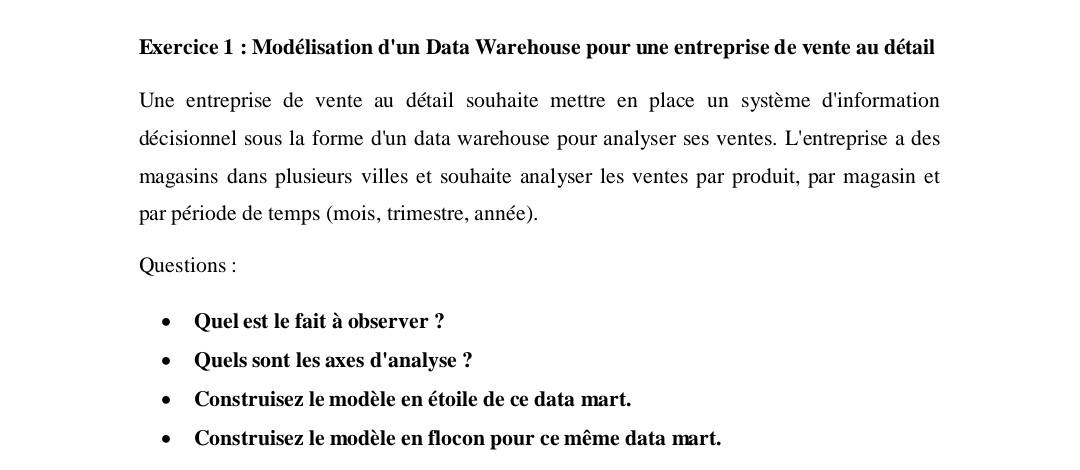 Exercice 1 : Modélisation d'un Data Warehouse pour une entreprise de vente au détail
Une entreprise de vente au détail souhaite mettre en place un système d'information
décisionnel sous la forme d'un data warehouse pour analyser ses ventes. L'entreprise a des
magasins dans plusieurs villes et souhaite analyser les ventes par produit, par magasin et
par période de temps (mois, trimestre, année).
Questions :
• Quel est le fait à observer ?
• Quels sont les axes d'analyse ?
• Construisez le modèle en étoile de ce data mart.
• Construisez le modèle en flocon pour ce même data mart.